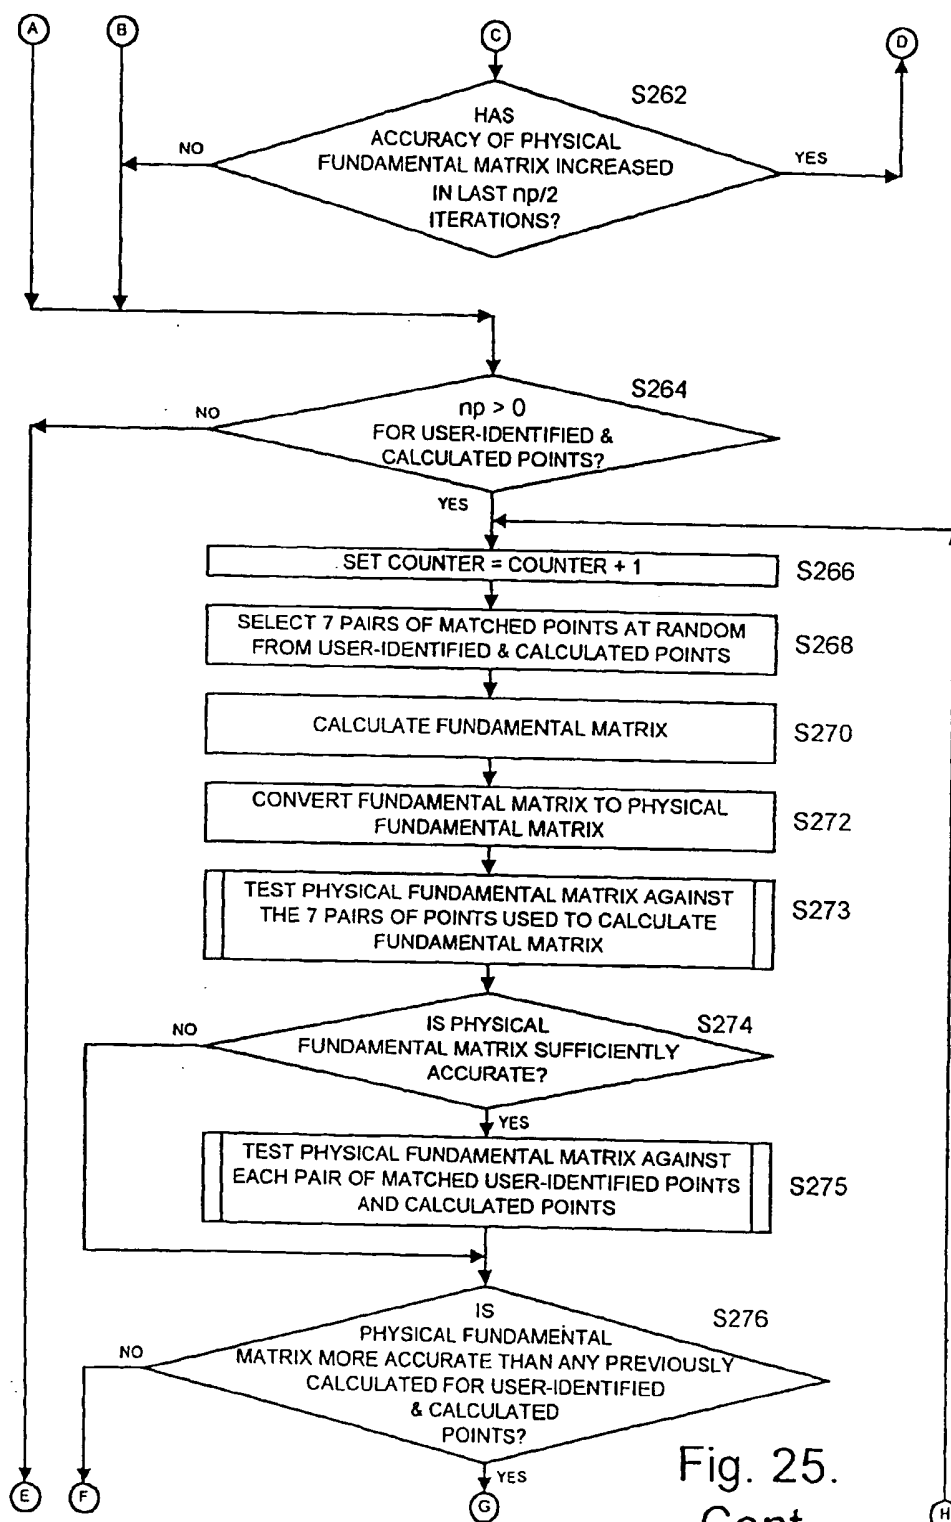 A
B
C
D
S262
HAS
ACCURACY OF PHYSICAL
FUNDAMENTAL MATRIX INCREASED
IN LAST np/2
ITERATIONS?
NO
YES
S264
np > 0
FOR USER-IDENTIFIED &
CALCULATED POINTS?
NO
YES
SET COUNTER = COUNTER + 1
S266
SELECT 7 PAIRS OF MATCHED POINTS AT RANDOM
FROM USER-IDENTIFIED & CALCULATED POINTS
S268
CALCULATE FUNDAMENTAL MATRIX
S270
CONVERT FUNDAMENTAL MATRIX TO PHYSICAL
FUNDAMENTAL MATRIX
S272
TEST PHYSICAL FUNDAMENTAL MATRIX AGAINST
THE 7 PAIRS OF POINTS USED TO CALCULATE
FUNDAMENTAL MATRIX
S273
S274
IS PHYSICAL
FUNDAMENTAL MATRIX SUFFICIENTLY
ACCURATE?
NO
YES
TEST PHYSICAL FUNDAMENTAL MATRIX AGAINST
EACH PAIR OF MATCHED USER-IDENTIFIED POINTS
AND CALCULATED POINTS
S275
S276
IS
PHYSICAL FUNDAMENTAL
MATRIX MORE ACCURATE THAN ANY PREVIOUSLY
CALCULATED FOR USER-IDENTIFIED
& CALCULATED
POINTS?
NO
YES
E
F
G
H
Fig. 25.
Cont.